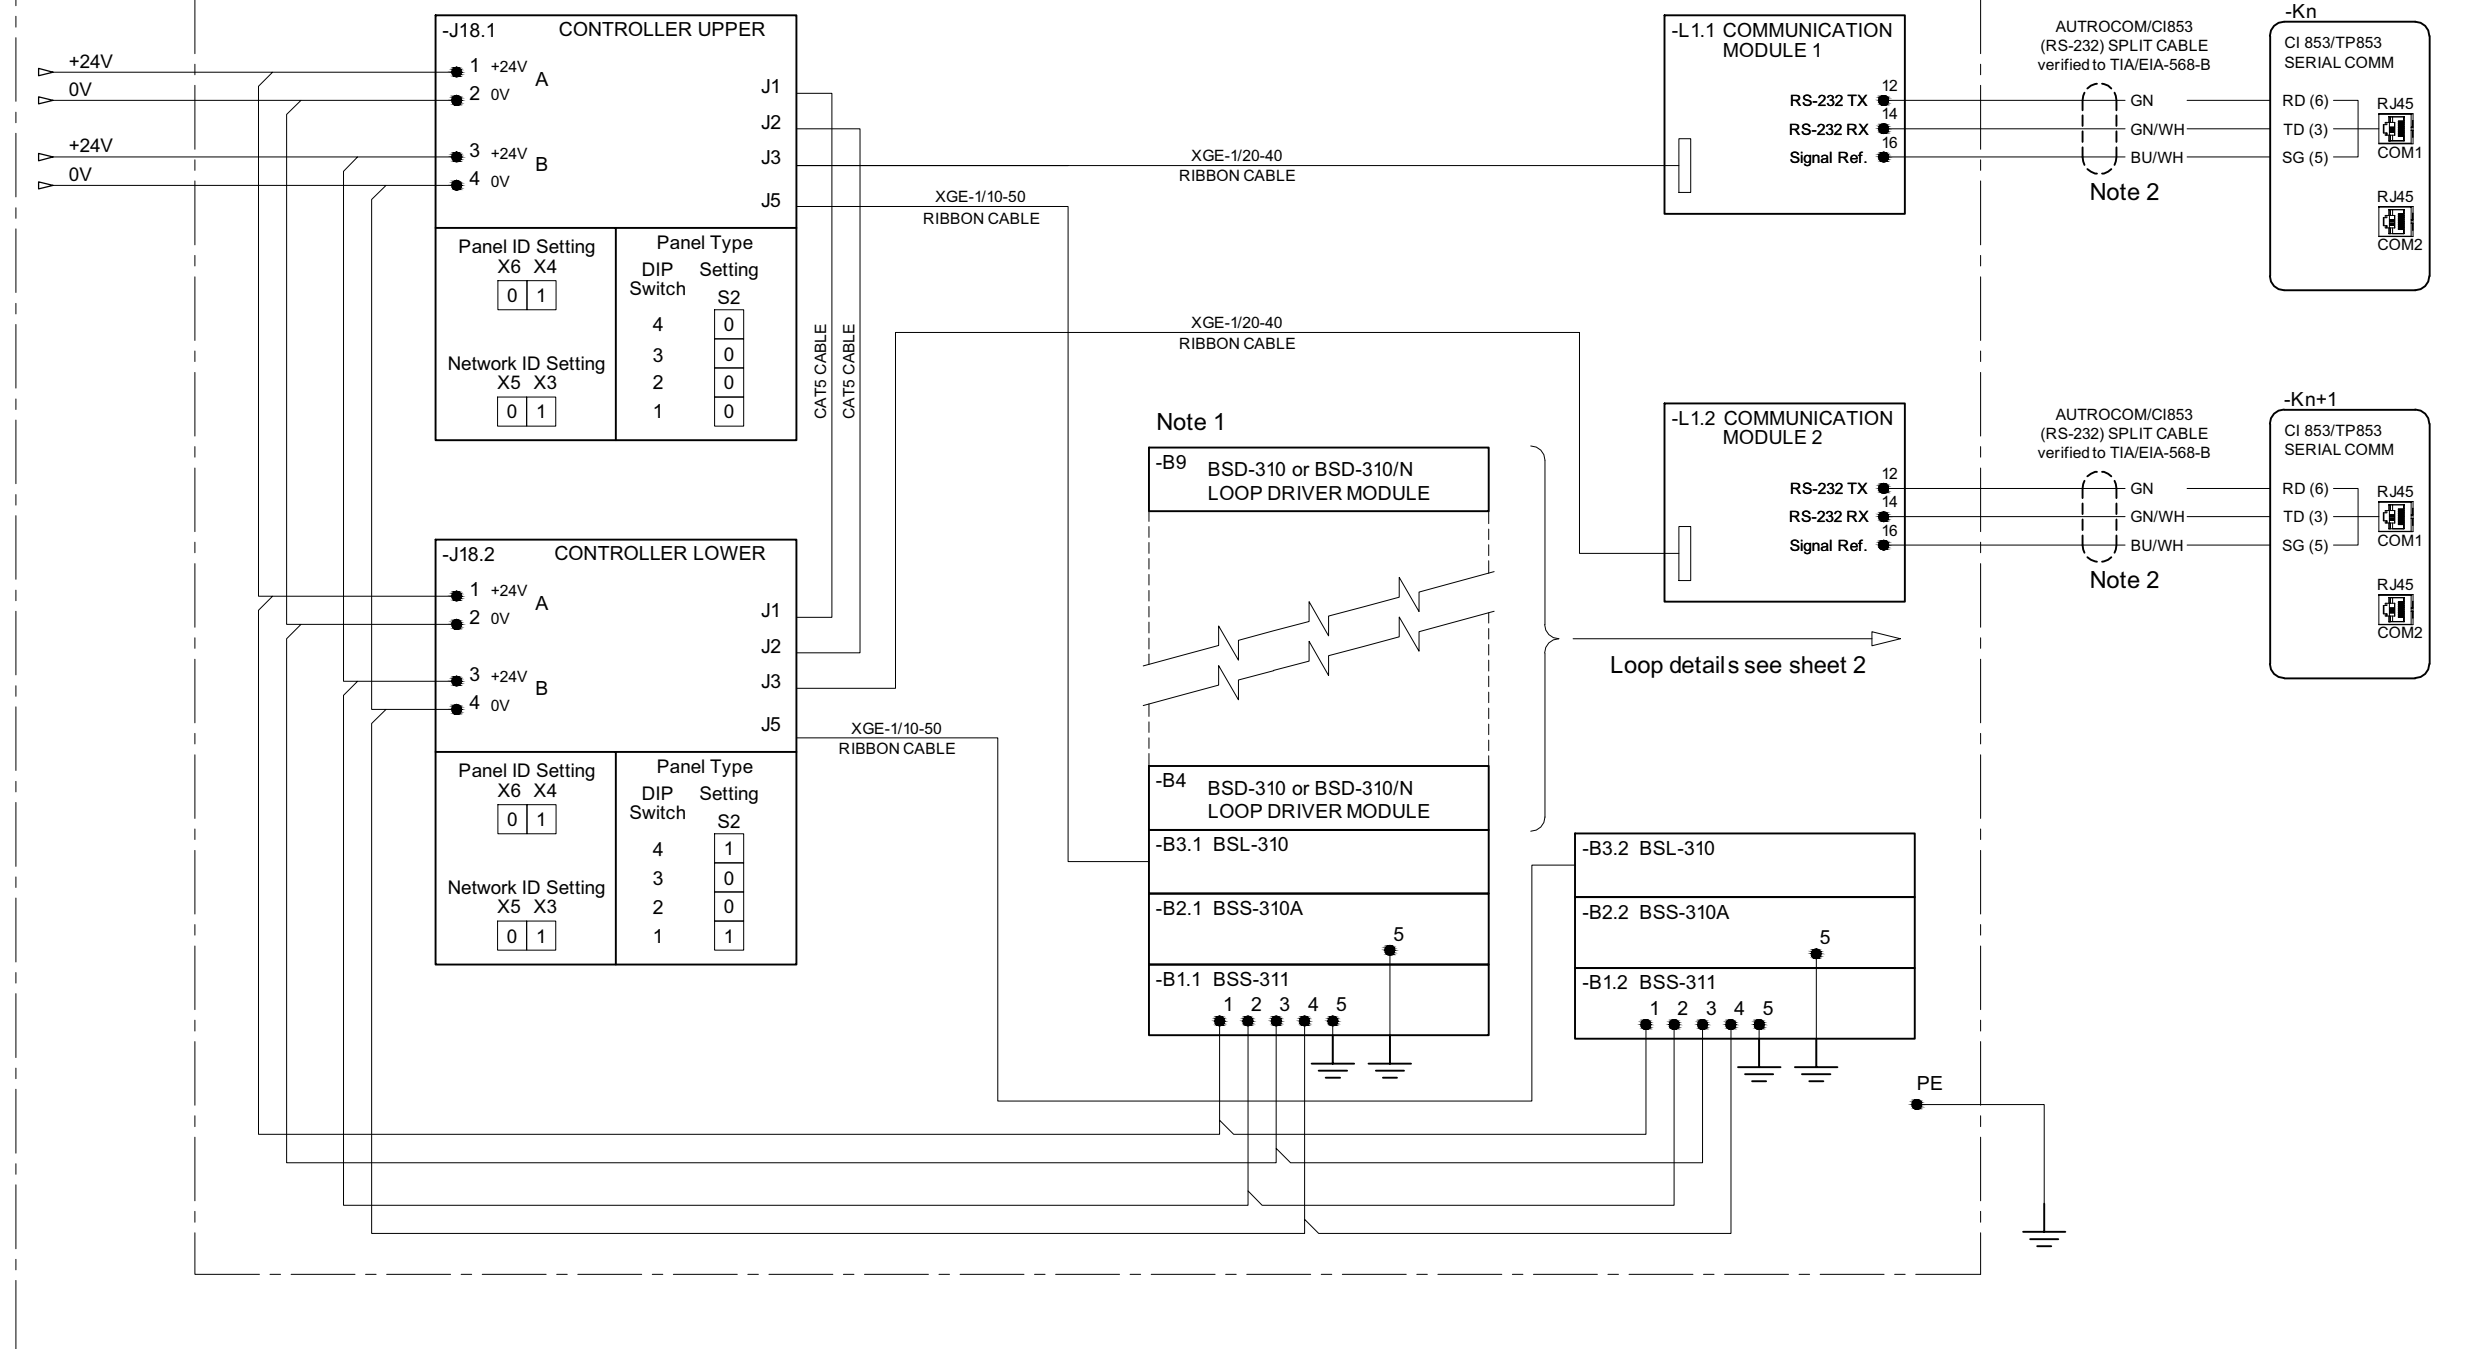 -J18.1 CONTROLLER UPPER
+24V
0V
+24V
0V
1 +24V A
2 0V
3 +24V B
4 0V
J1
J2
J3
J5
Panel ID Setting
X6 X4
0 1
Network ID Setting
X5 X3
0 1
Panel Type
DIP Setting
Switch
S2
4 0
3 0
2 0
1 0
CAT5 CABLE
CAT5 CABLE
XGE-1/20-40
RIBBON CABLE
XGE-1/10-50
RIBBON CABLE
XGE-1/20-40
RIBBON CABLE
-L1.1 COMMUNICATION
MODULE 1
12
RS-232 TX
14
RS-232 RX
16
Signal Ref.
AUTROCOM/CI853
(RS-232) SPLIT CABLE
verified to TIA/EIA-568-B
GN
GN/WH
BU/WH
Note 2
-Kn
CI 853/TP853
SERIAL COMM
RD (6)
TD (3)
SG (5)
RJ45
COM1
RJ45
COM2
-J18.2 CONTROLLER LOWER
1 +24V A
2 0V
3 +24V B
4 0V
J1
J2
J3
J5
Panel ID Setting
X6 X4
0 1
Network ID Setting
X5 X3
0 1
Panel Type
DIP Setting
Switch
S2
4 1
3 0
2 0
1 1
XGE-1/10-50
RIBBON CABLE
Note 1
-B9 BSD-310 or BSD-310/N
LOOP DRIVER MODULE
-B4 BSD-310 or BSD-310/N
LOOP DRIVER MODULE
-B3.1 BSL-310
-B2.1 BSS-310A
5
-B1.1 BSS-311
1 2 3 4 5
Loop details see sheet 2
-L1.2 COMMUNICATION
MODULE 2
12
RS-232 TX
14
RS-232 RX
16
Signal Ref.
AUTROCOM/CI853
(RS-232) SPLIT CABLE
verified to TIA/EIA-568-B
GN
GN/WH
BU/WH
Note 2
-Kn+1
CI 853/TP853
SERIAL COMM
RD (6)
TD (3)
SG (5)
RJ45
COM1
RJ45
COM2
-B3.2 BSL-310
-B2.2 BSS-310A
5
-B1.2 BSS-311
1 2 3 4 5
PE